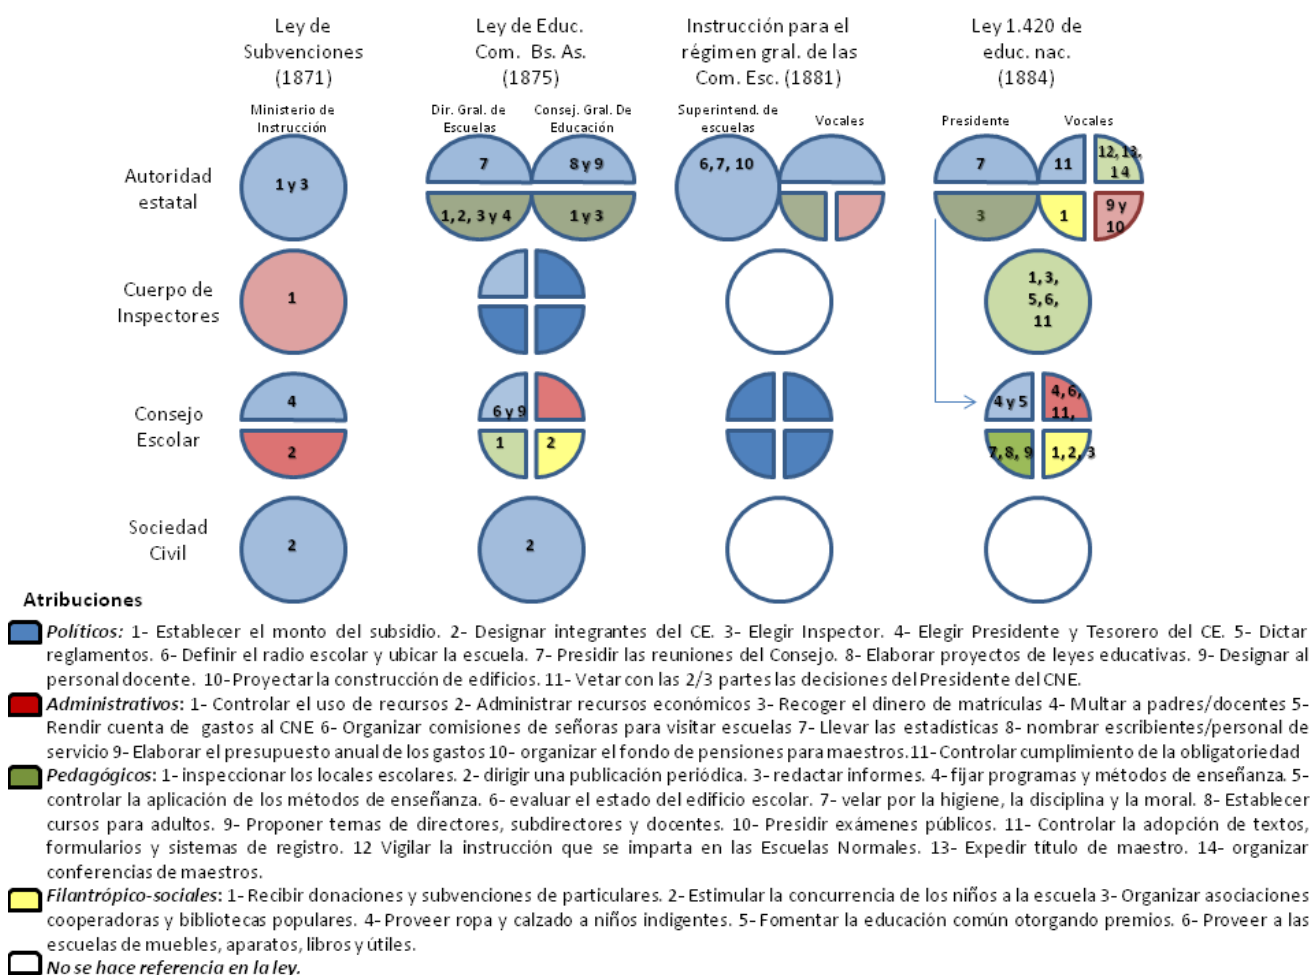 Ley de Subvenciones (1871)
Ley de Educ. Com. Bs. As. (1875)
Instrucción para el régimen gral. de las Com. Esc. (1881)
Ley 1.420 de educ. nac. (1884)
Ministerio de Instrucción
Dir. Gral. de Escuelas
Consej. Gral. De Educación
Superintend. de escuelas
Vocales
Presidente
Vocales
Autoridad estatal
1 y 3
7
8 y 9
1, 2, 3 y 4
1 y 3
6, 7, 10
7
11
12, 13, 14
3
1
9 y 10
Cuerpo de Inspectores
1
1, 3, 5, 6, 11
Consejo Escolar
4
2
6 y 9
1
2
4 y 5
4, 6, 11,
7, 8, 9
1, 2, 3
Sociedad Civil
2
2
Atribuciones
Políticos: 1- Establecer el monto del subsidio. 2- Designar integrantes del CE. 3- Elegir Inspector. 4- Elegir Presidente y Tesorero del CE. 5- Dictar
reglamentos. 6- Definir el radio escolar y ubicar la escuela. 7- Presidir las reuniones del Consejo. 8- Elaborar proyectos de leyes educativas. 9- Designar al
personal docente. 10- Proyectar la construcción de edificios. 11- Vetar con las 2/3 partes las decisiones del Presidente del CNE.
Administrativos: 1- Controlar el uso de recursos 2- Administrar recursos económicos 3- Recoger el dinero de matrículas 4- Multar a padres/docentes 5-
Rendir cuenta de gastos al CNE 6- Organizar comisiones de señoras para visitar escuelas 7- Llevar las estadísticas 8- nombrar escribientes/personal de
servicio 9- Elaborar el presupuesto anual de los gastos 10- organizar el fondo de pensiones para maestros. 11- Controlar cumplimiento de la obligatoriedad
Pedagógicos: 1- inspeccionar los locales escolares. 2- dirigir una publicación periódica. 3- redactar informes. 4- fijar programas y métodos de enseñanza. 5-
controlar la aplicación de los métodos de enseñanza. 6- evaluar el estado del edificio escolar. 7- velar por la higiene, la disciplina y la moral. 8- Establecer
cursos para adultos. 9- Proponer ternas de directores, subdirectores y docentes. 10- Presidir exámenes públicos. 11- Controlar la adopción de textos,
formularios y sistemas de registro. 12 Vigilar la instrucción que se imparta en las Escuelas Normales. 13- Expedir título de maestro. 14- organizar
conferencias de maestros.
Filantrópico-sociales: 1- Recibir donaciones y subvenciones de particulares. 2- Estimular la concurrencia de los niños a la escuela 3- Organizar asociaciones
cooperadoras y bibliotecas populares. 4- Proveer ropa y calzado a niños indigentes. 5- Fomentar la educación común otorgando premios. 6- Proveer a las
escuelas de muebles, aparatos, libros y útiles.
No se hace referencia en la ley.